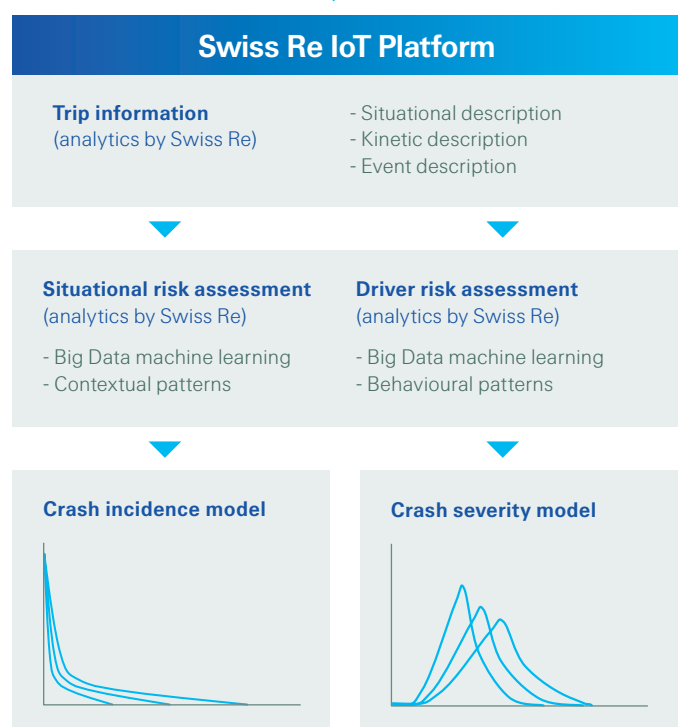 Swiss Re IoT Platform
Trip information
(analytics by Swiss Re)
- Situational description
- Kinetic description
- Event description
Situational risk assessment
(analytics by Swiss Re)
- Big Data machine learning
- Contextual patterns
Driver risk assessment
(analytics by Swiss Re)
- Big Data machine learning
- Behavioural patterns
Crash incidence model
Crash severity model